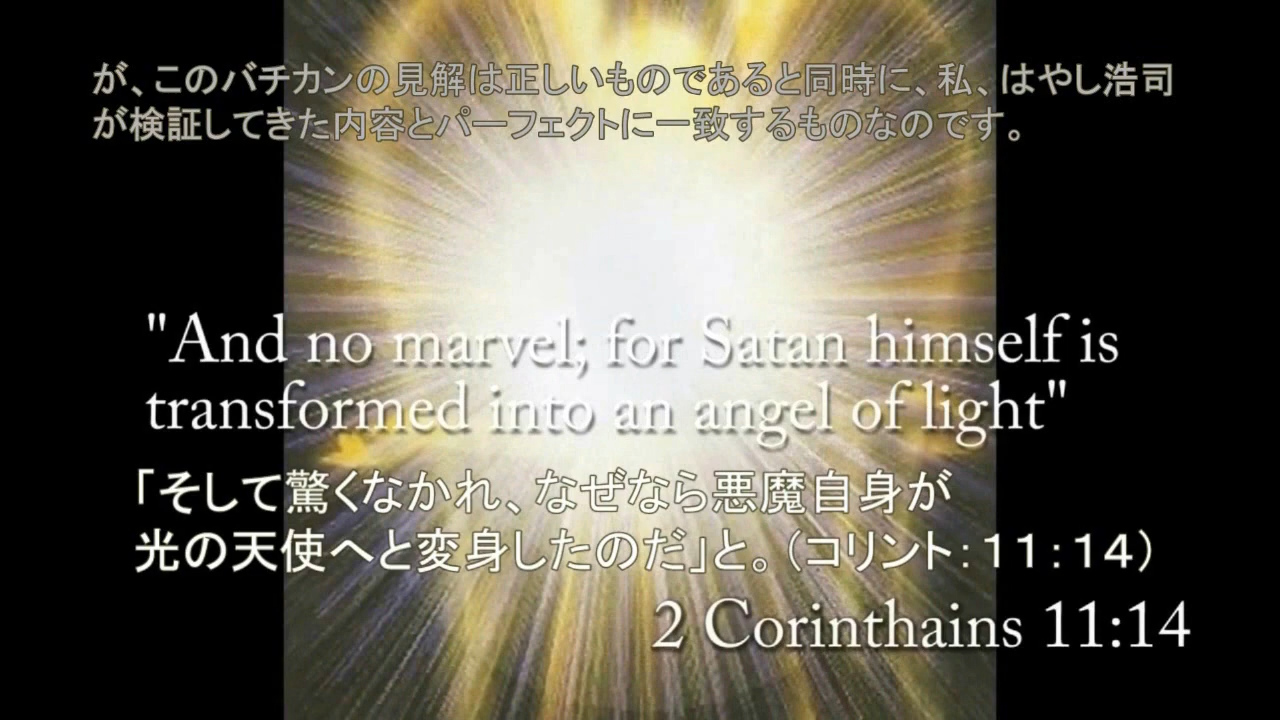 が、このバチカンの見解は正しいものであると同時に、私、はやし浩司
が検証してきた内容とパーフェクトに一致するものなのです。
"And no marvel; for Satan himself is
transformed into an angel of light"
「そして驚くなかれ、なぜなら悪魔自身が
光の天使へと変身したのだ」と。（コリント：１１：１４）
2 Corinthains 11:14